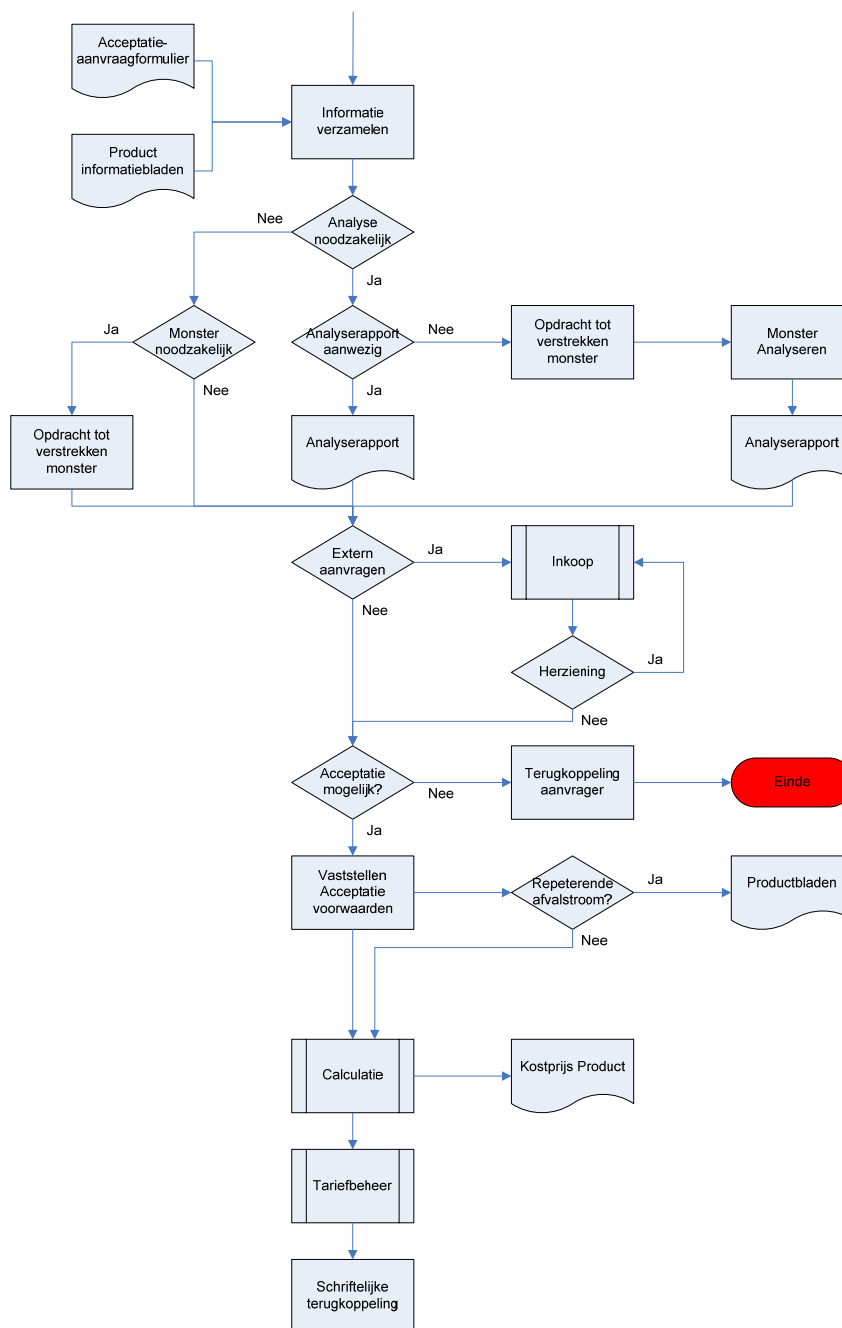 Acceptatie-
aanvraagformulier
Informatie
verzamelen
Product
informatiebladen
Nee
Analyse
noodzakelijk
Ja
Ja
Monster
noodzakelijk
Nee
Analyserapport
aanwezig
Nee
Ja
Opdracht tot
verstrekken
monster
Monster
Analyseren
Opdracht tot
verstrekken
monster
Analyserapport
Analyserapport
Extern
aanvragen
Ja
Nee
Inkoop
Herziening
Ja
Nee
Acceptatie
mogelijk?
Nee
Ja
Terugkoppeling
aanvrager
Einde
Vaststellen
Acceptatie
voorwaarden
Repeterende
afvalstroom?
Ja
Nee
Productbladen
Calculatie
Kostprijs Product
Tariefbeheer
Schriftelijke
terugkoppeling